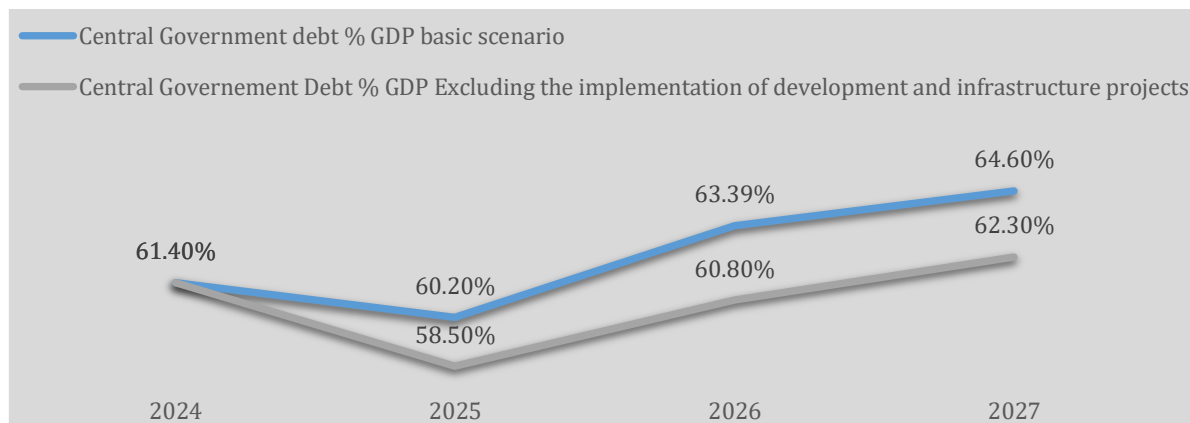 Central Government debt % GDP basic scenario
Central Governement Debt % GDP Excluding the implementation of development and infrastructure projects
64.60%
63.39%
62.30%
61.40%
60.80%
60.20%
58.50%
2024 2025 2026 2027